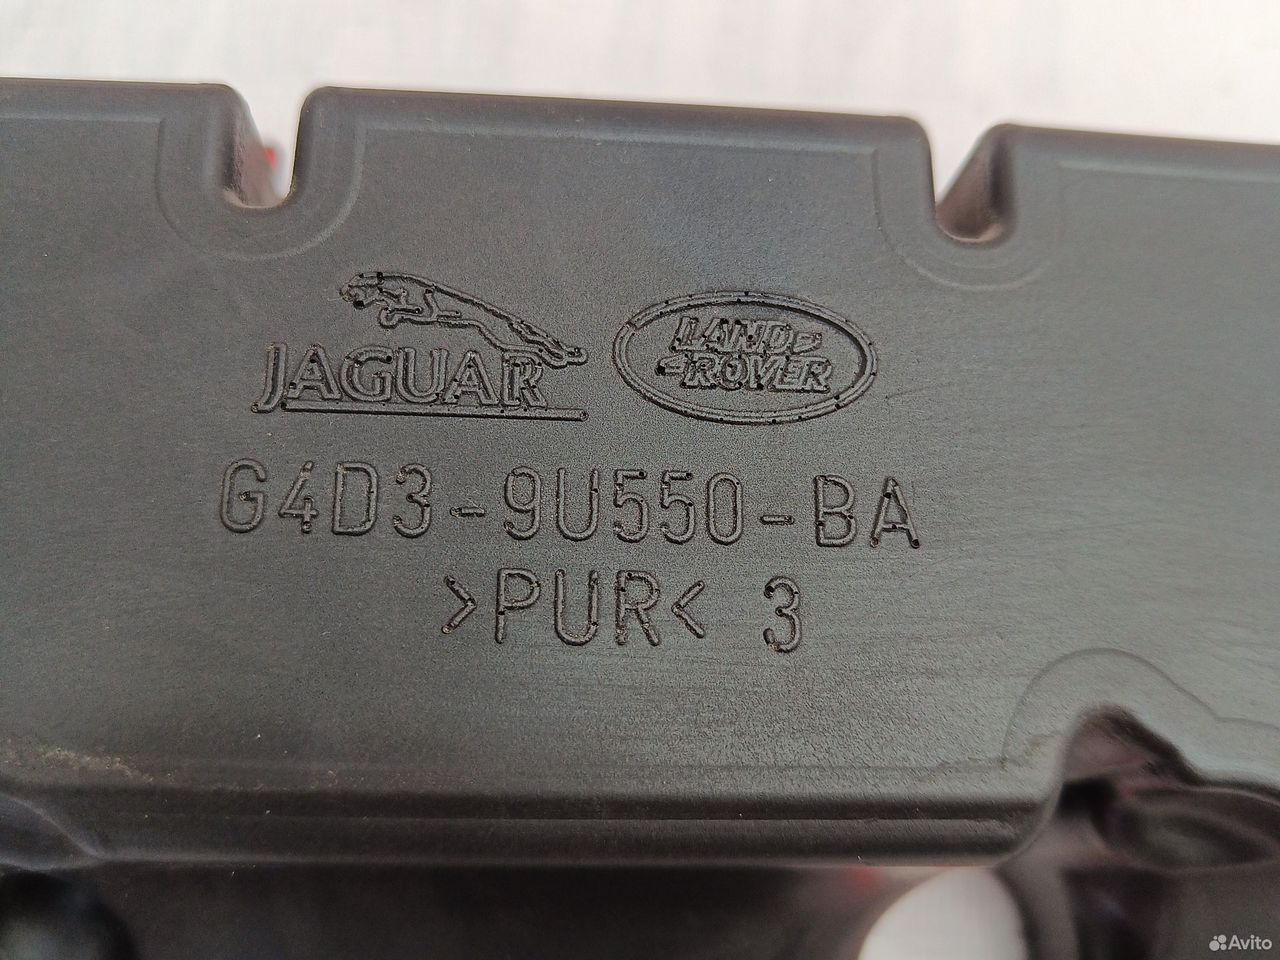 JAGUAR
LAND
ROVER
G4D3-9U550-BA
>PUR< 3
Avito